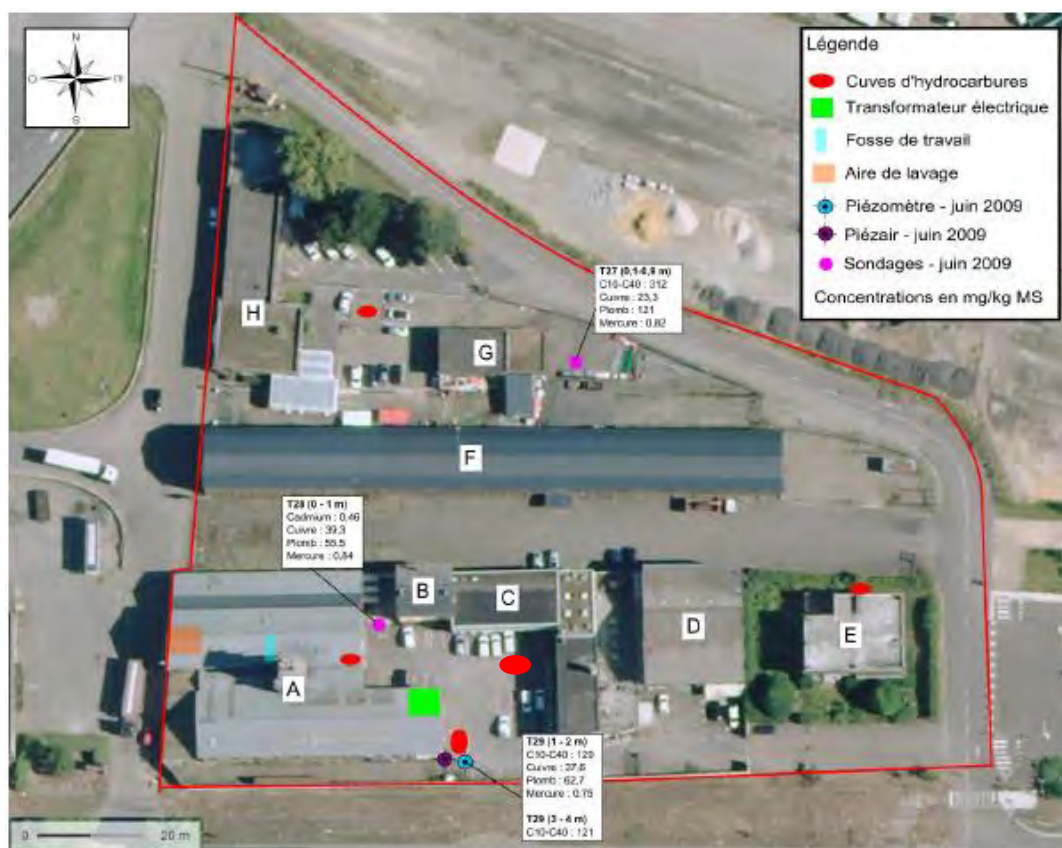 N
O
E
S
Légende
Cuves d'hydrocarbures
Transformateur électrique
Fosse de travail
Aire de lavage
Piézomètre - juin 2009
Piézair - juin 2009
Sondages - juin 2009
Concentrations en mg/kg MS
T27 (0,1-0,9 m)
C10-C40 : 312
Cuivre : 23,3
Plomb : 121
Mercure : 0,82
H
G
F
T28 (0 - 1 m)
Cadmium : 0,46
Cuivre : 39,3
Plomb : 55,5
Mercure : 0,84
B
C
D
E
A
T29 (1 - 2 m)
C10-C40 : 120
Cuivre : 37,6
Plomb : 62,7
Mercure : 0,75
T29 (3 - 4 m)
C10-C40 : 121
0 20 m